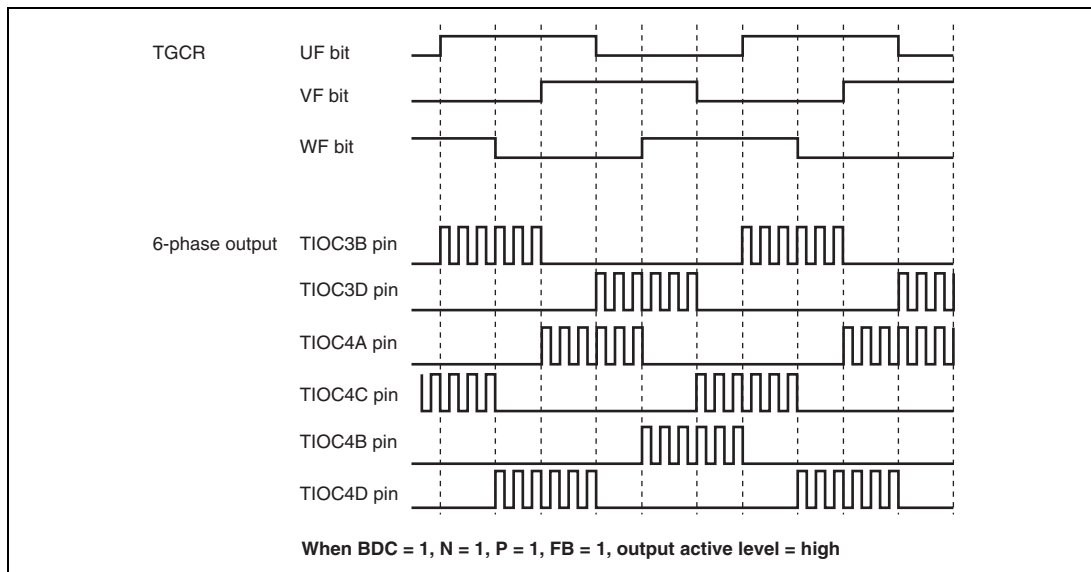 TGCR UF bit
VF bit
WF bit
6-phase output TIOC3B pin
TIOC3D pin
TIOC4A pin
TIOC4C pin
TIOC4B pin
TIOC4D pin
When BDC = 1, N = 1, P = 1, FB = 1, output active level = high